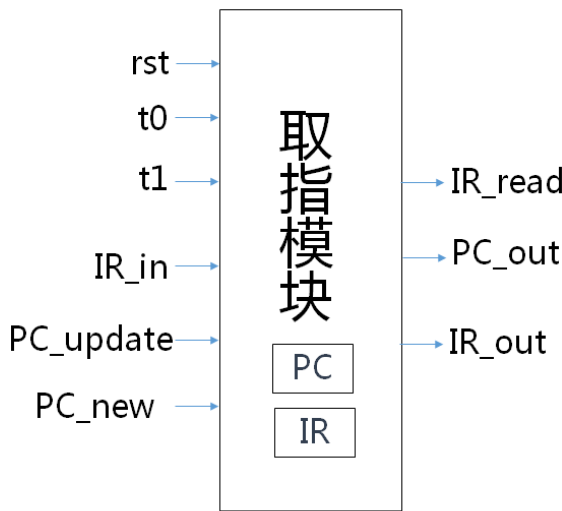 rst
t0
t1
IR_in
PC_update
PC_new
取指模块
PC
IR
IR_read
PC_out
IR_out